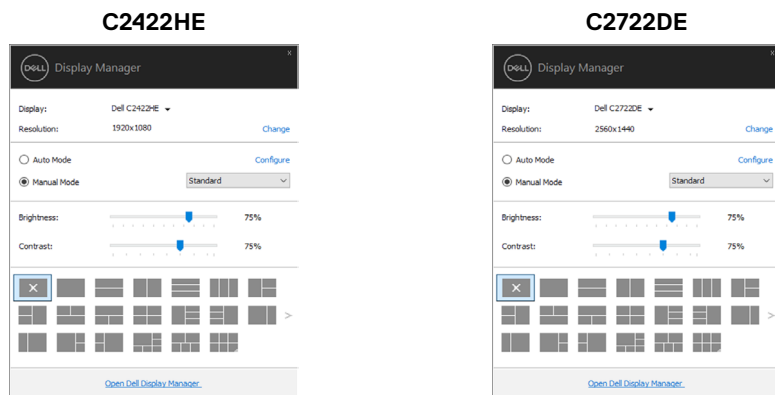 C2422HE
DELL Display Manager
x
Display: Dell C2422HE
Resolution: 1920x1080 Change
Auto Mode Configure
Manual Mode Standard
Brightness: 75%
Contrast: 75%
Open Dell Display Manager
C2722DE
DELL Display Manager
x
Display: Dell C2722DE
Resolution: 2560x1440 Change
Auto Mode Configure
Manual Mode Standard
Brightness: 75%
Contrast: 75%
Open Dell Display Manager